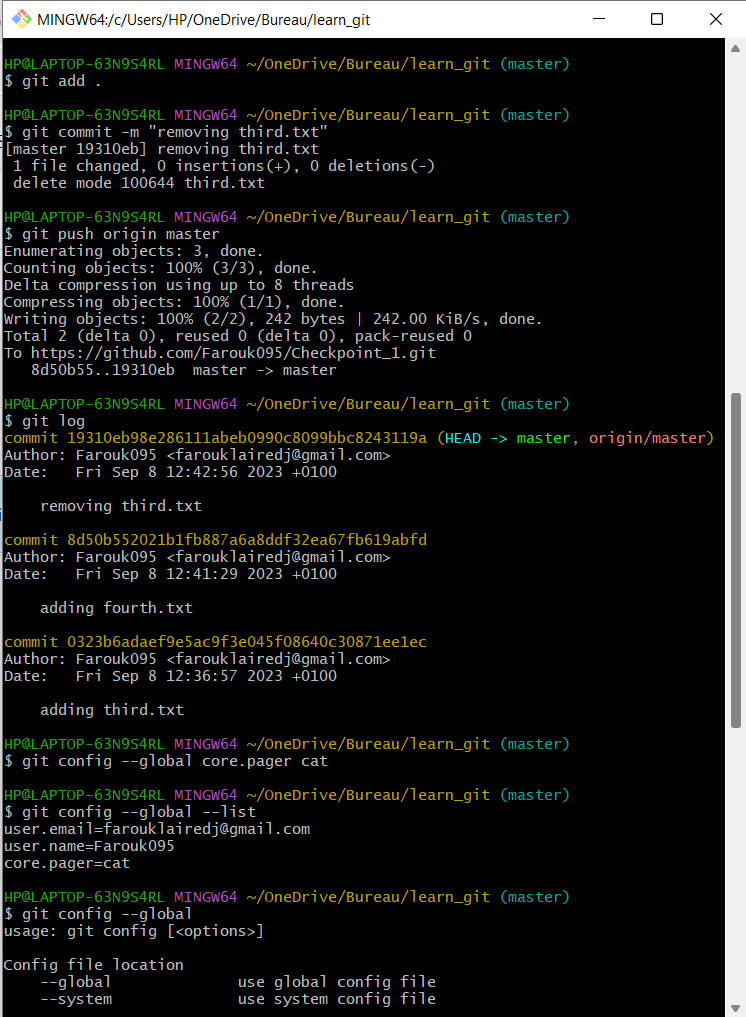 MINGW64:/c/Users/HP/OneDrive/Bureau/learn_git
HP@LAPTOP-63N9S4RL MINGW64 ~/OneDrive/Bureau/learn_git (master)
$ git add .
HP@LAPTOP-63N9S4RL MINGW64 ~/OneDrive/Bureau/learn_git (master)
$ git commit -m "removing third.txt"
[master 19310eb] removing third.txt
 1 file changed, 0 insertions(+), 0 deletions(-)
 delete mode 100644 third.txt
HP@LAPTOP-63N9S4RL MINGW64 ~/OneDrive/Bureau/learn_git (master)
$ git push origin master
Enumerating objects: 3, done.
Counting objects: 100% (3/3), done.
Delta compression using up to 8 threads
Compressing objects: 100% (1/1), done.
Writing objects: 100% (2/2), 242 bytes | 242.00 KiB/s, done.
Total 2 (delta 0), reused 0 (delta 0), pack-reused 0
To https://github.com/Farouk095/Checkpoint_1.git
   8d50b55..19310eb  master -> master
HP@LAPTOP-63N9S4RL MINGW64 ~/OneDrive/Bureau/learn_git (master)
$ git log
commit 19310eb98e286111abeb0990c8099bbc8243119a (HEAD -> master, origin/master)
Author: Farouk095 <farouklairedj@gmail.com>
Date:   Fri Sep 8 12:42:56 2023 +0100
    removing third.txt
commit 8d50b552021b1fb887a6a8ddf32ea67fb619abfd
Author: Farouk095 <farouklairedj@gmail.com>
Date:   Fri Sep 8 12:41:29 2023 +0100
    adding fourth.txt
commit 0323b6adaef9e5ac9f3e045f08640c30871ee1ec
Author: Farouk095 <farouklairedj@gmail.com>
Date:   Fri Sep 8 12:36:57 2023 +0100
    adding third.txt
HP@LAPTOP-63N9S4RL MINGW64 ~/OneDrive/Bureau/learn_git (master)
$ git config --global core.pager cat
HP@LAPTOP-63N9S4RL MINGW64 ~/OneDrive/Bureau/learn_git (master)
$ git config --global --list
user.email=farouklairedj@gmail.com
user.name=Farouk095
core.pager=cat
HP@LAPTOP-63N9S4RL MINGW64 ~/OneDrive/Bureau/learn_git (master)
$ git config --global
usage: git config [<options>]
Config file location
    --global              use global config file
    --system              use system config file